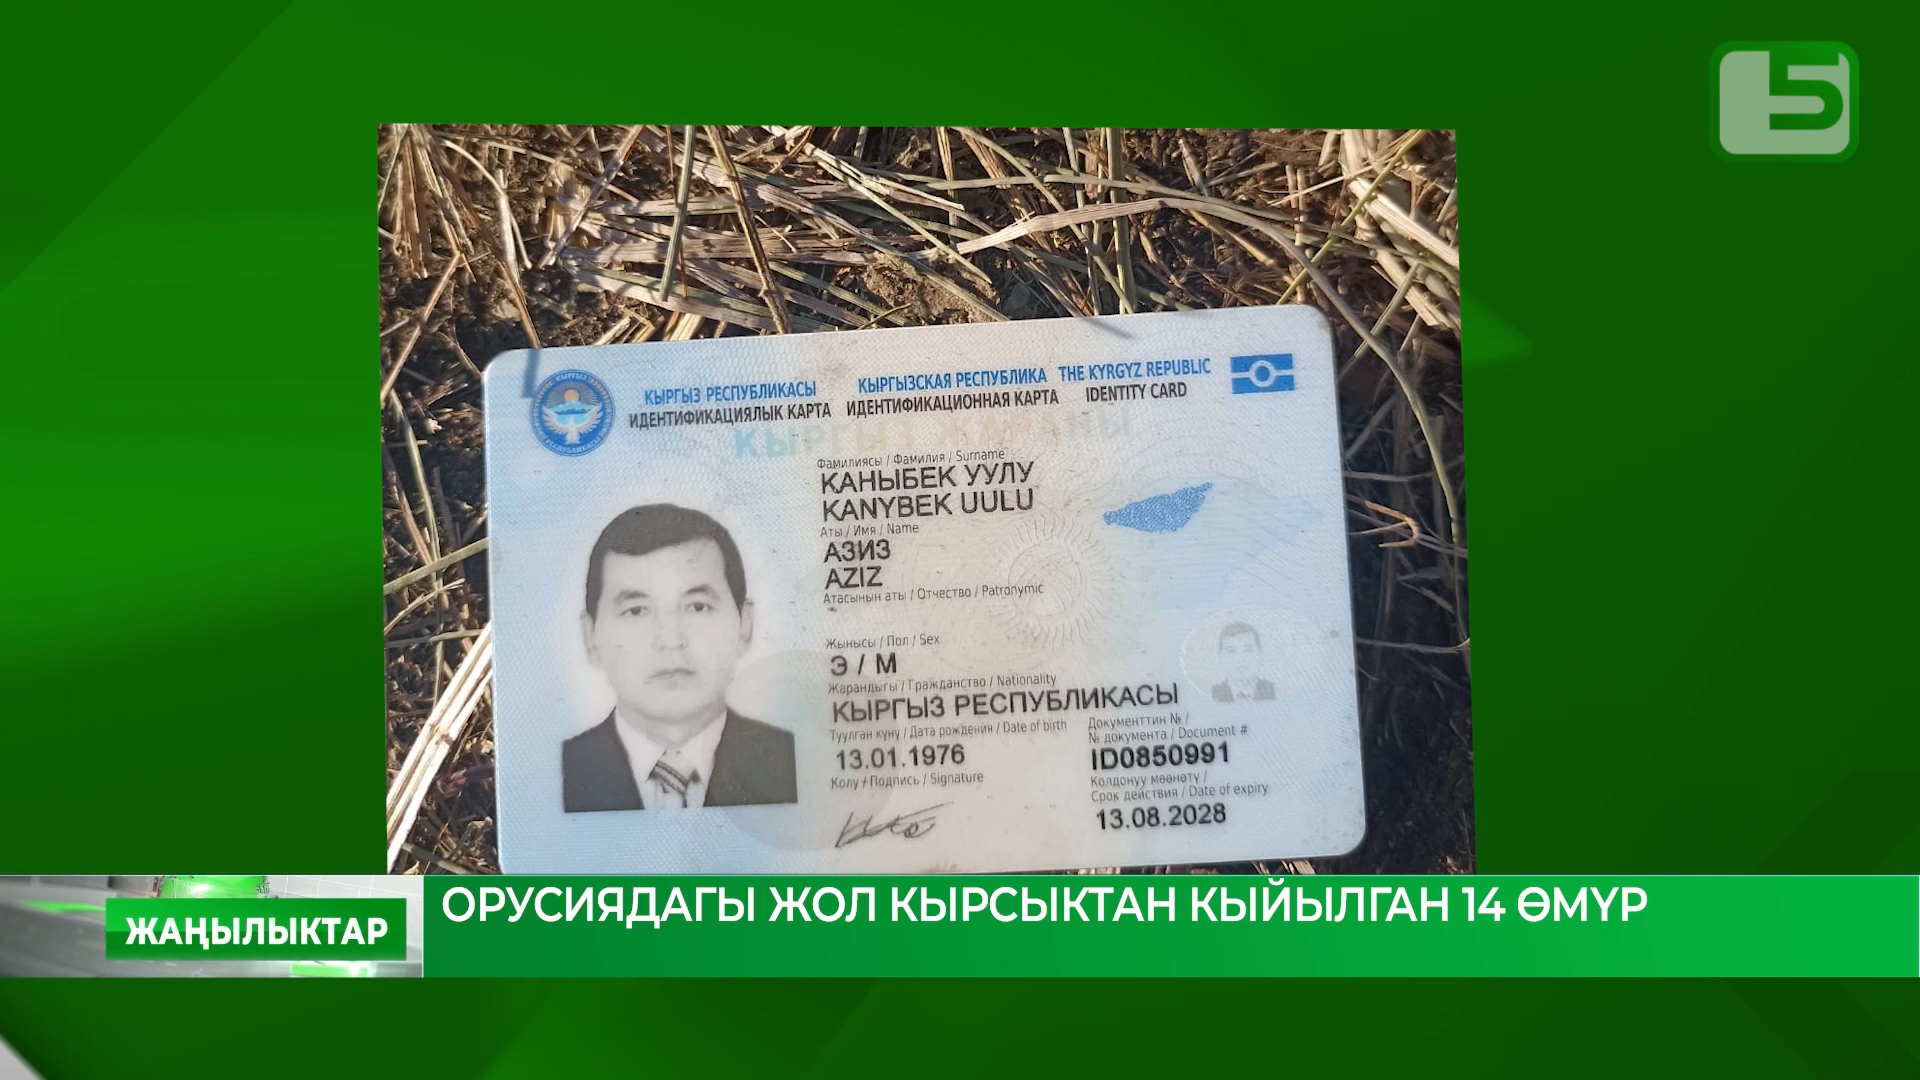 5
КЫРГЫЗ РЕСПУБЛИКАСЫ КЫРГЫЗСКАЯ РЕСПУБЛИКА THE KYRGYZ REPUBLIC
ИДЕНТИФИКАЦИЯЛЫК КАРТА ИДЕНТИФИКАЦИОННАЯ КАРТА IDENTITY CARD
Фамилиясы / Фамилия / Surname
КАНЫБЕК УУЛУ
KANYBEK UULU
Аты / Имя / Name
АЗИЗ
AZIZ
Атасынын аты / Отчество / Patronymic
Жынысы / Пол / Sex
Э / М
Жарандыгы / Гражданство / Nationality
КЫРГЫЗ РЕСПУБЛИКАСЫ
Туулган күнү / Дата рождения / Date of birth
13.01.1976
Документтин № /
№ документа / Document #
ID0850991
Колу / Подпись / Signature
Колдонуу мөөнөтү /
Срок действия / Date of expiry
13.08.2028
ЖАҢЫЛЫКТАР
ОРУСИЯДАГЫ ЖОЛ КЫРСЫКТАН КЫЙЫЛГАН 14 ӨМҮР